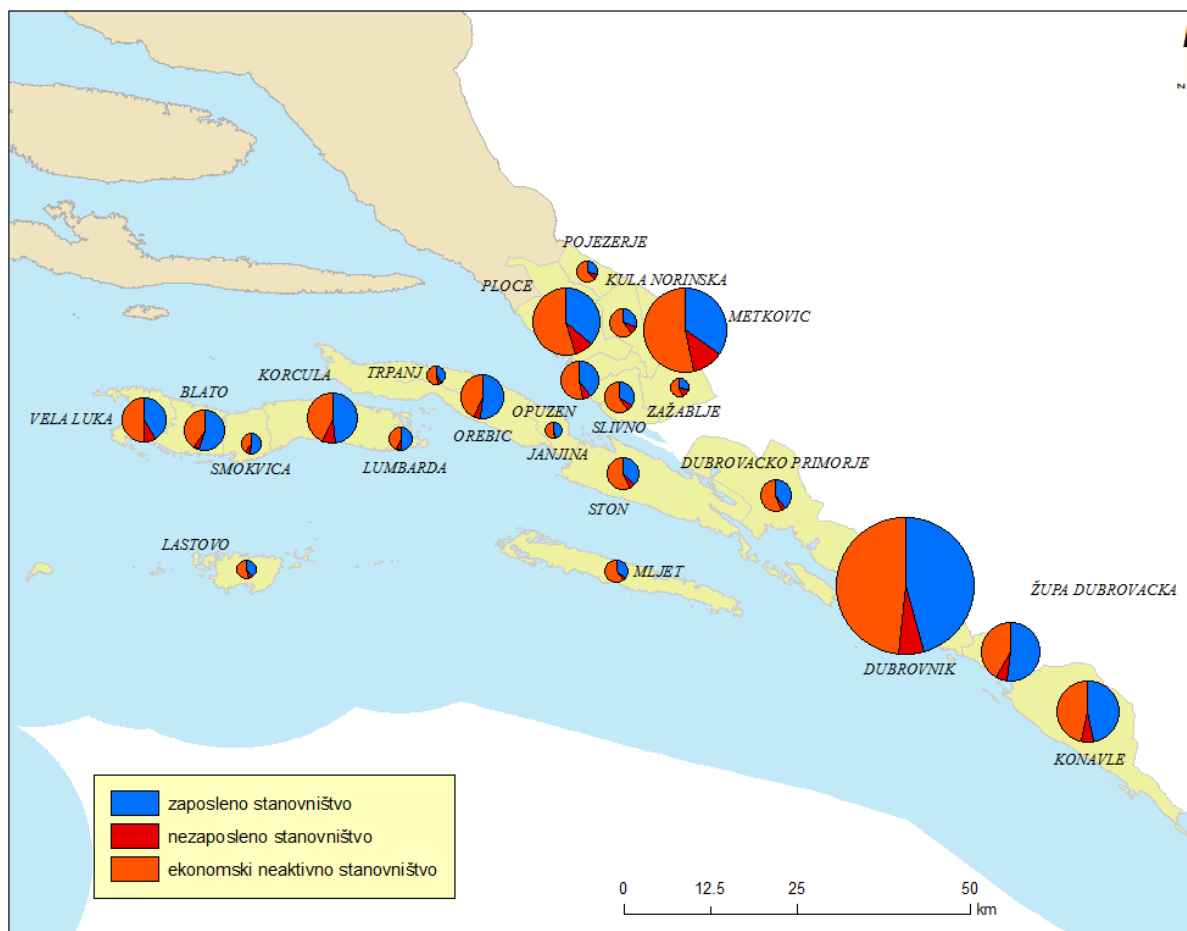 N
POJEZERJE
KULA NORINSKA
PLOCE
METKOVIC
TRPANJ
KORCULA
BLATO
VELA LUKA
OPUZEN
SLIVNO
ZAŽABLJE
OREBIC
SMOKVICA
LUMBARDA
JANJINA
DUBROVACKO PRIMORJE
STON
LASTOVO
MLJET
ŽUPA DUBROVACKA
DUBROVNIK
KONAVLE
zaposleno stanovništvo
nezaposleno stanovništvo
ekonomski neaktivno stanovništvo
0 12.5 25 50
km